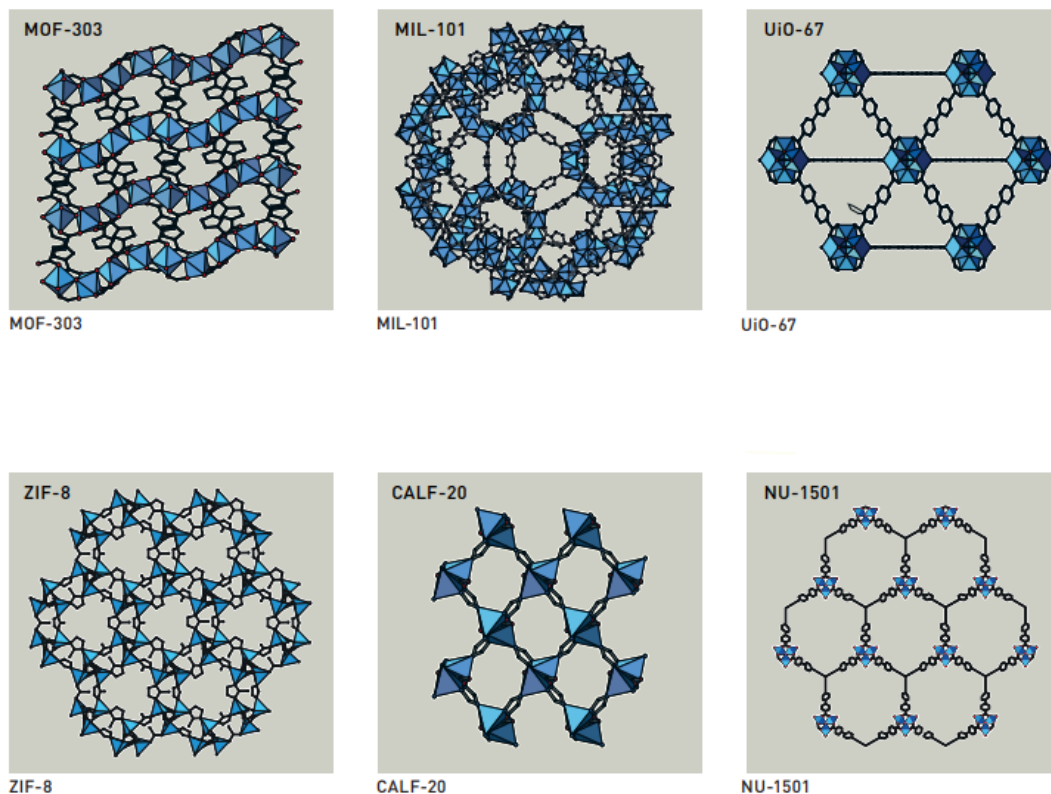 MOF-303
MIL-101
UiO-67
MOF-303
MIL-101
UiO-67
ZIF-8
CALF-20
NU-1501
ZIF-8
CALF-20
NU-1501